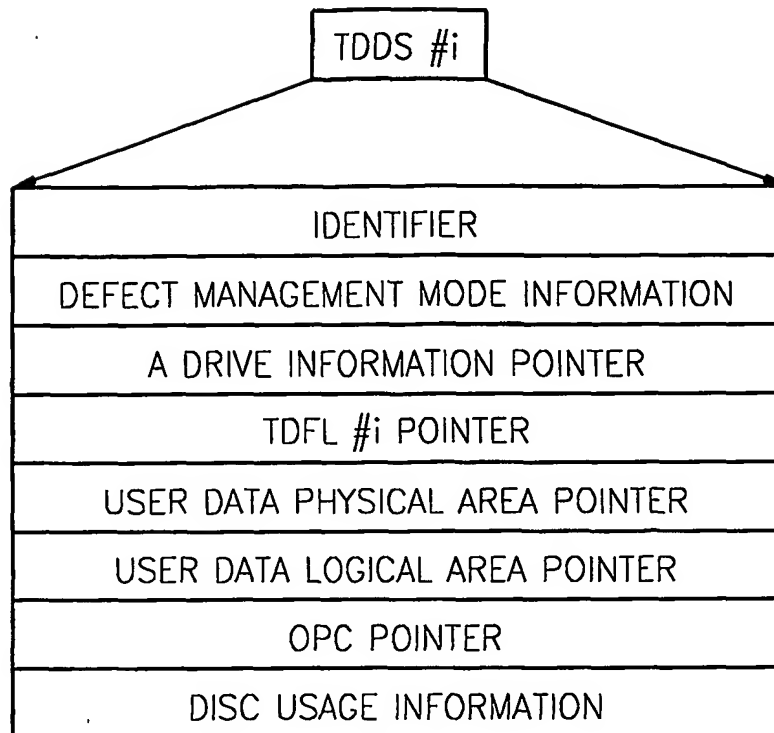 TDDS #i
IDENTIFIER
DEFECT MANAGEMENT MODE INFORMATION
A DRIVE INFORMATION POINTER
TDFL #i POINTER
USER DATA PHYSICAL AREA POINTER
USER DATA LOGICAL AREA POINTER
OPC POINTER
DISC USAGE INFORMATION